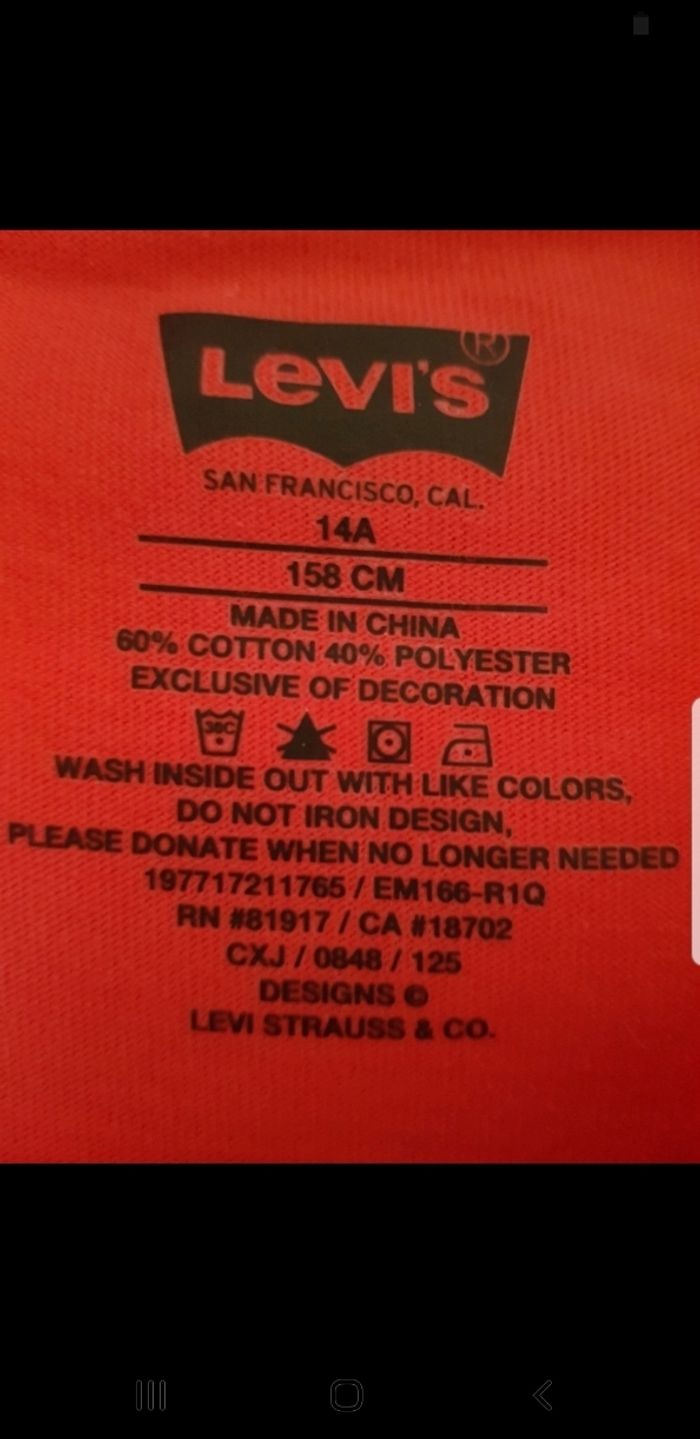 LEVI'S ®
SAN FRANCISCO, CAL.
14A
158 CM
MADE IN CHINA
60% COTTON 40% POLYESTER
EXCLUSIVE OF DECORATION
30C
WASH INSIDE OUT WITH LIKE COLORS,
DO NOT IRON DESIGN,
PLEASE DONATE WHEN NO LONGER NEEDED
197717211765 / EM166-R1Q
RN #81917 / CA #18702
CXJ / 0848 / 125
DESIGNS ©
LEVI STRAUSS & CO.